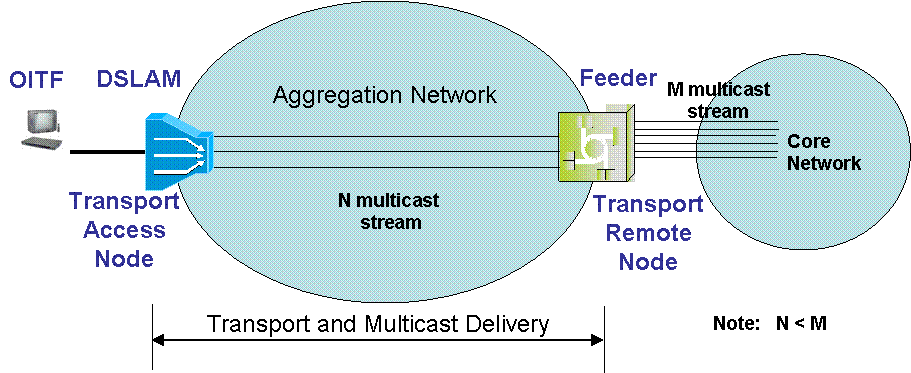 OITF
DSLAM
Aggregation Network
Feeder
M multicast
stream
Core
Network
N multicast
stream
Transport
Access
Node
Transport
Remote
Node
Transport and Multicast Delivery
Note: N < M